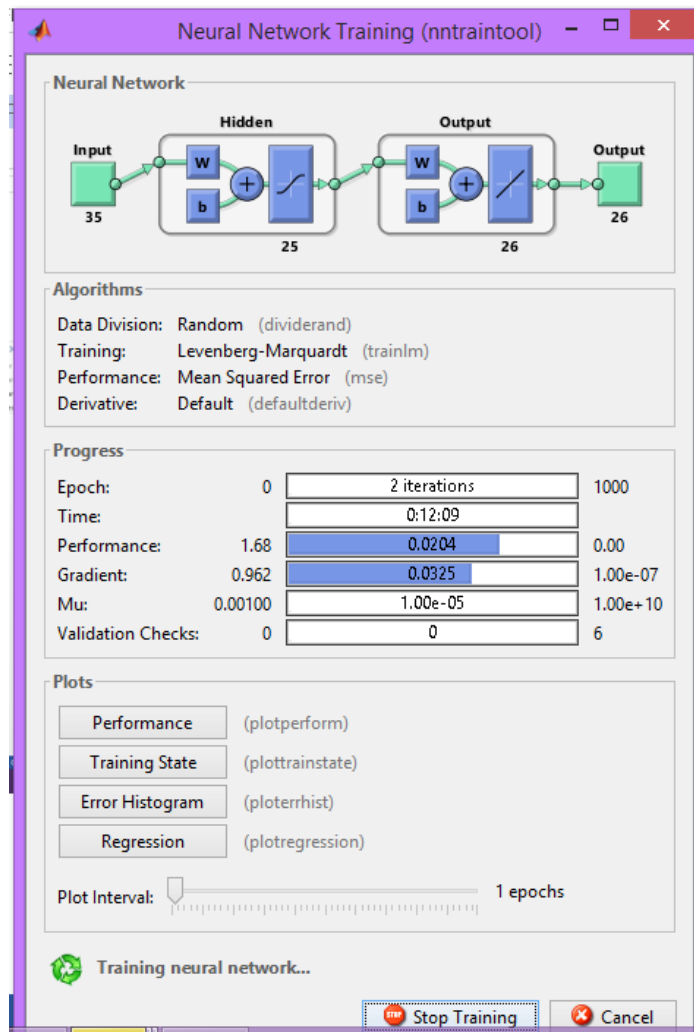 Neural Network Training (nntraintool)
Neural Network
Hidden
Output
Input
Output
W
W
b
b
35
25
26
26
Algorithms
Data Division: Random (dividerand)
Training: Levenberg-Marquardt (trainlm)
Performance: Mean Squared Error (mse)
Derivative: Default (defaultderiv)
Progress
Epoch: 0 2 iterations 1000
Time: 0:12:09
Performance: 1.68 0.0204 0.00
Gradient: 0.962 0.0325 1.00e-07
Mu: 0.00100 1.00e-05 1.00e+10
Validation Checks: 0 0 6
Plots
Performance (plotperform)
Training State (plottrainstate)
Error Histogram (ploterrhist)
Regression (plotregression)
Plot Interval: 1 epochs
Training neural network...
STOP Stop Training Cancel